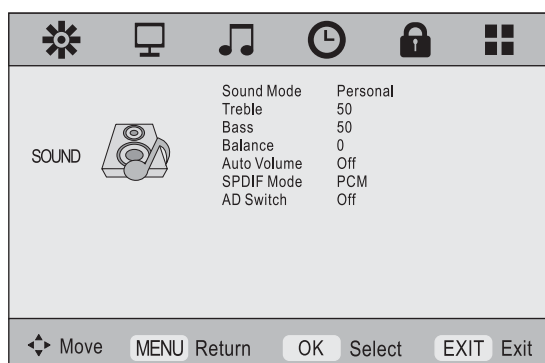 SOUND
Sound Mode Personal
Treble 50
Bass 50
Balance 0
Auto Volume Off
SPDIF Mode PCM
AD Switch Off
Move MENU Return OK Select EXIT Exit